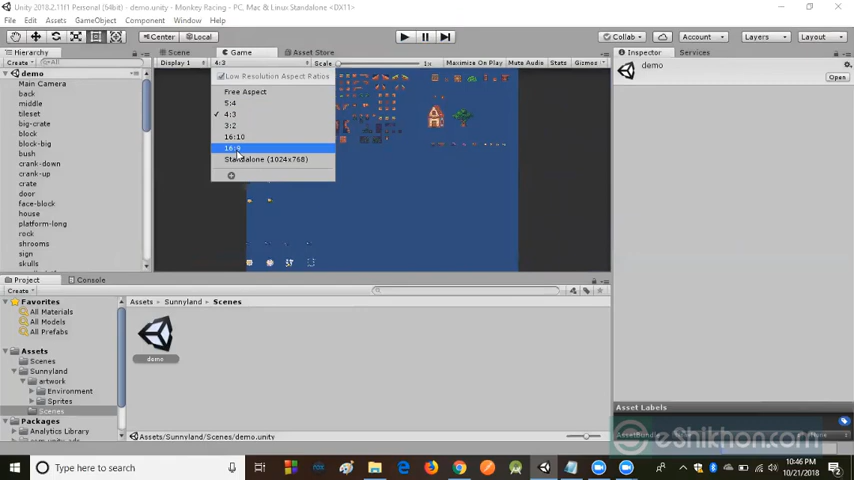 Unity 2018.2.11f1 Personal (64bit) - demo.unity - Monkey Racing - PC, Mac & Linux Standalone <DX11>
File Edit Assets GameObject Component Window Help
Center Local Collab Account Layers Layout
Hierarchy Scene Game Asset Store Inspector Services
Create Display 1 4:3 Scale 1x Maximize On Play Mute Audio Stats Gizmos demo
Open
demo
Main Camera
back
middle
tileset
big-crate
block
block-big
bush
crank-down
crank-up
crate
door
face-block
house
platform-long
rock
shrooms
sign
skulls
Low Resolution Aspect Ratios
Free Aspect
5:4
4:3
3:2
16:10
16:9
Standalone (1024x768)
Project Console
Create
Favorites
All Materials
All Models
All Prefabs
Assets
Scenes
Sunnyland
artwork
Environment
Sprites
Scenes
Packages
Analytics Library
Assets Sunnyland Scenes
demo
Assets/Sunnyland/Scenes/demo.unity
Asset Labels
AssetBundle
eShikhon.com
Type here to search
10:46 PM
10/21/2018